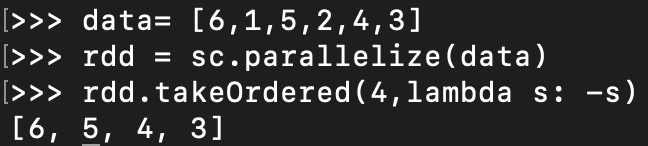 [>>> data= [6,1,5,2,4,3]
[>>> rdd = sc.parallelize(data)
[>>> rdd.takeOrdered(4,lambda s: -s)
[6, 5, 4, 3]